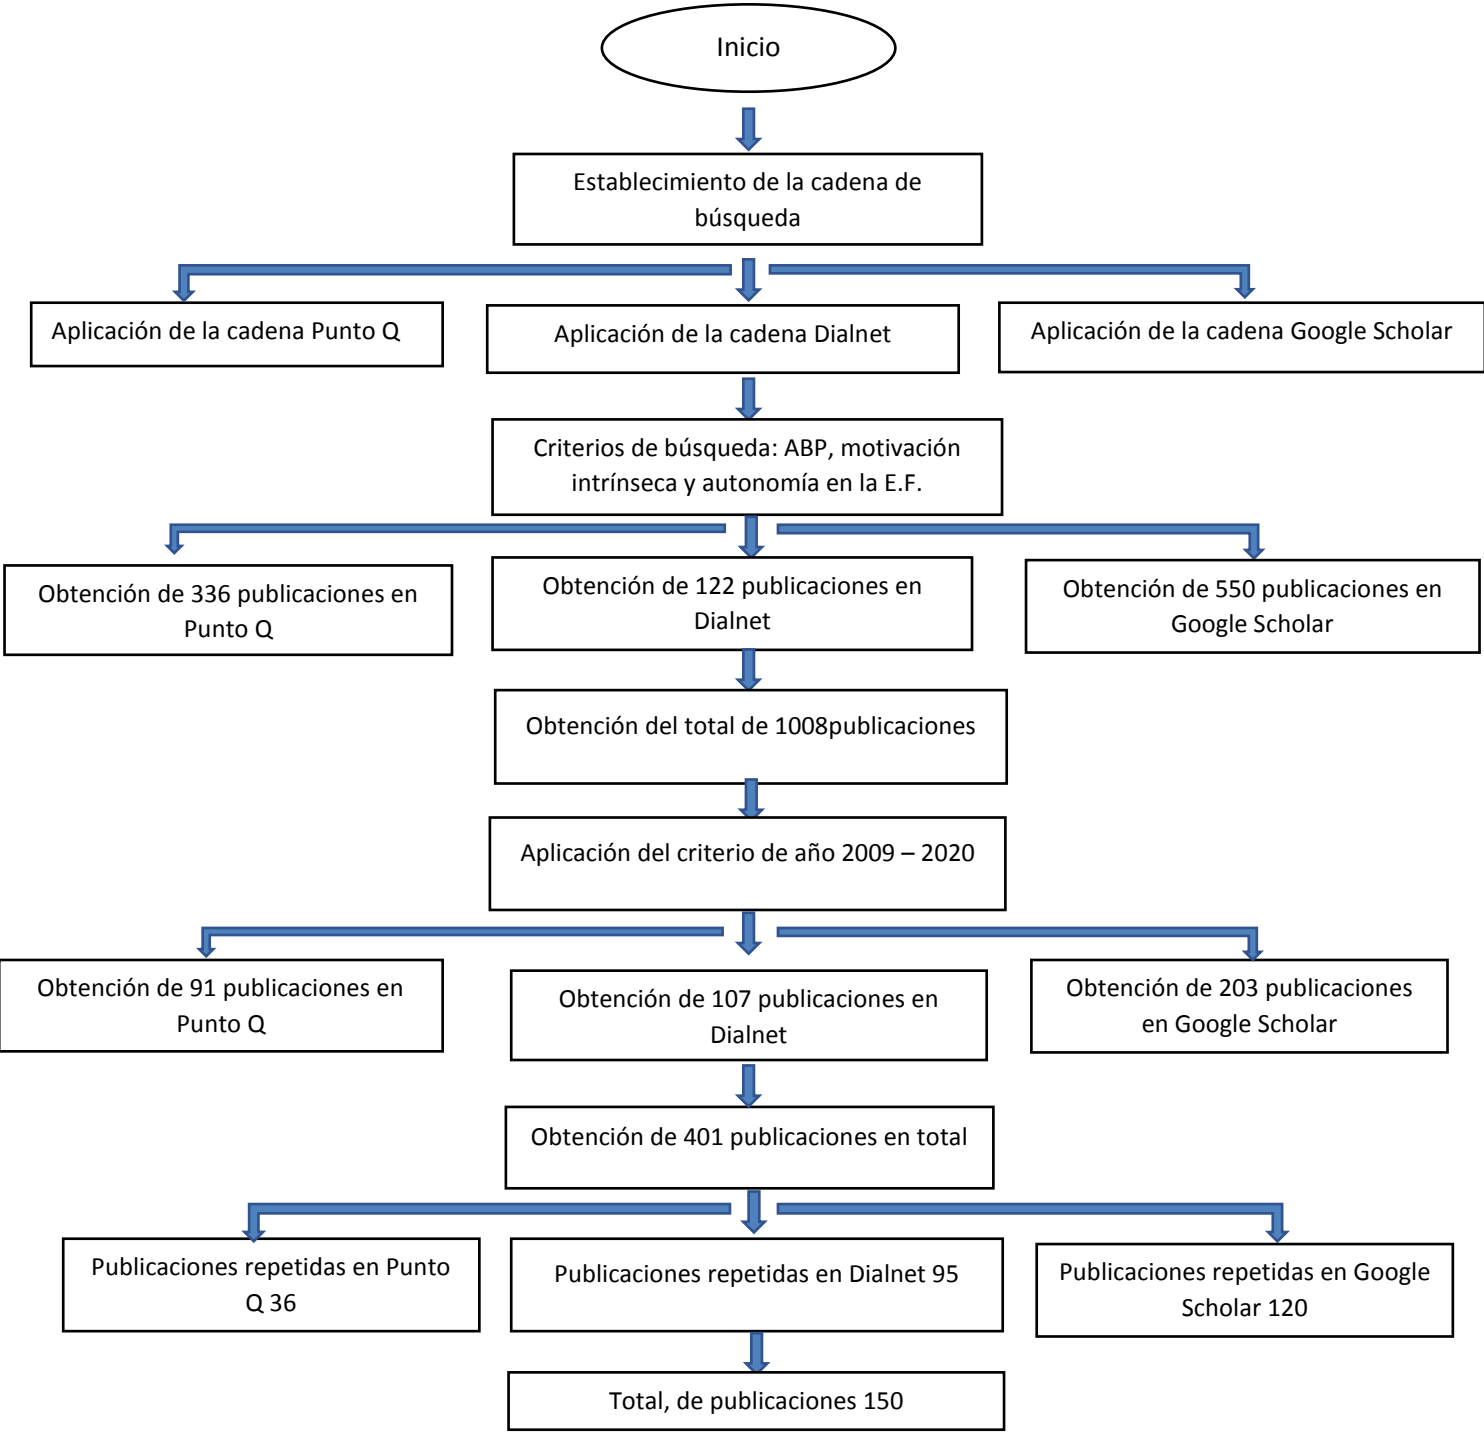 Inicio
Establecimiento de la cadena de
búsqueda
Aplicación de la cadena Punto Q
Aplicación de la cadena Dialnet
Aplicación de la cadena Google Scholar
Criterios de búsqueda: ABP, motivación
intrínseca y autonomía en la E.F.
Obtención de 336 publicaciones en
Punto Q
Obtención de 122 publicaciones en
Dialnet
Obtención de 550 publicaciones en
Google Scholar
Obtención del total de 1008publicaciones
Aplicación del criterio de año 2009 – 2020
Obtención de 91 publicaciones en
Punto Q
Obtención de 107 publicaciones en
Dialnet
Obtención de 203 publicaciones
en Google Scholar
Obtención de 401 publicaciones en total
Publicaciones repetidas en Punto
Q 36
Publicaciones repetidas en Dialnet 95
Publicaciones repetidas en Google
Scholar 120
Total, de publicaciones 150